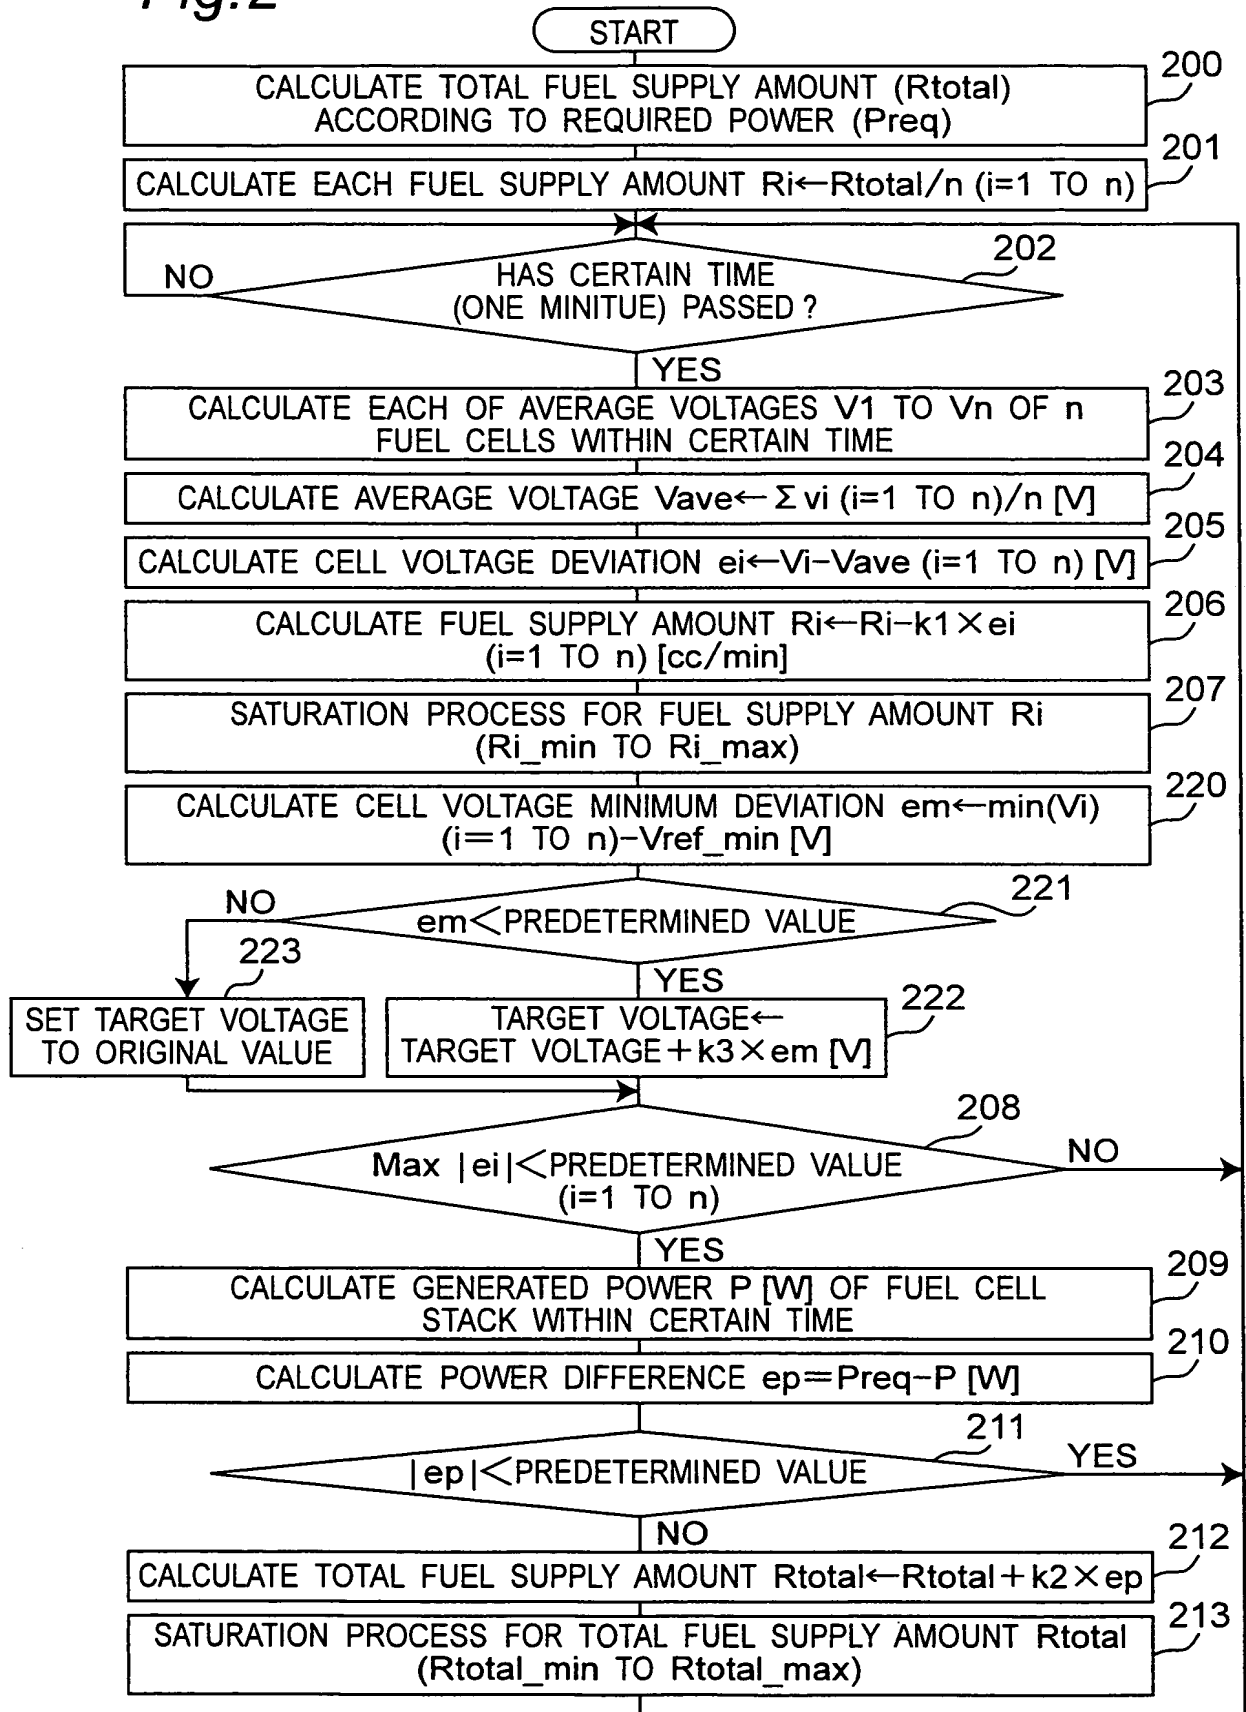 Fig.2
START
CALCULATE TOTAL FUEL SUPPLY AMOUNT (Rtotal)
ACCORDING TO REQUIRED POWER (Preq)
200
CALCULATE EACH FUEL SUPPLY AMOUNT Ri←Rtotal/n (i=1 TO n)
201
HAS CERTAIN TIME
(ONE MINITUE) PASSED ?
202
NO
YES
CALCULATE EACH OF AVERAGE VOLTAGES V1 TO Vn OF n
FUEL CELLS WITHIN CERTAIN TIME
203
CALCULATE AVERAGE VOLTAGE Vave←Σvi (i=1 TO n)/n [V]
204
CALCULATE CELL VOLTAGE DEVIATION ei←Vi-Vave (i=1 TO n) [V]
205
CALCULATE FUEL SUPPLY AMOUNT Ri←Ri-k1×ei
(i=1 TO n) [cc/min]
206
SATURATION PROCESS FOR FUEL SUPPLY AMOUNT Ri
(Ri_min TO Ri_max)
207
CALCULATE CELL VOLTAGE MINIMUM DEVIATION em←min(Vi)
(i=1 TO n)-Vref_min [V]
220
em<PREDETERMINED VALUE
221
NO
YES
223
SET TARGET VOLTAGE
TO ORIGINAL VALUE
TARGET VOLTAGE←
TARGET VOLTAGE+k3×em [V]
222
Max |ei|<PREDETERMINED VALUE
(i=1 TO n)
208
NO
YES
CALCULATE GENERATED POWER P [W] OF FUEL CELL
STACK WITHIN CERTAIN TIME
209
CALCULATE POWER DIFFERENCE ep=Preq-P [W]
210
|ep|<PREDETERMINED VALUE
211
YES
NO
CALCULATE TOTAL FUEL SUPPLY AMOUNT Rtotal←Rtotal+k2×ep
212
SATURATION PROCESS FOR TOTAL FUEL SUPPLY AMOUNT Rtotal
(Rtotal_min TO Rtotal_max)
213